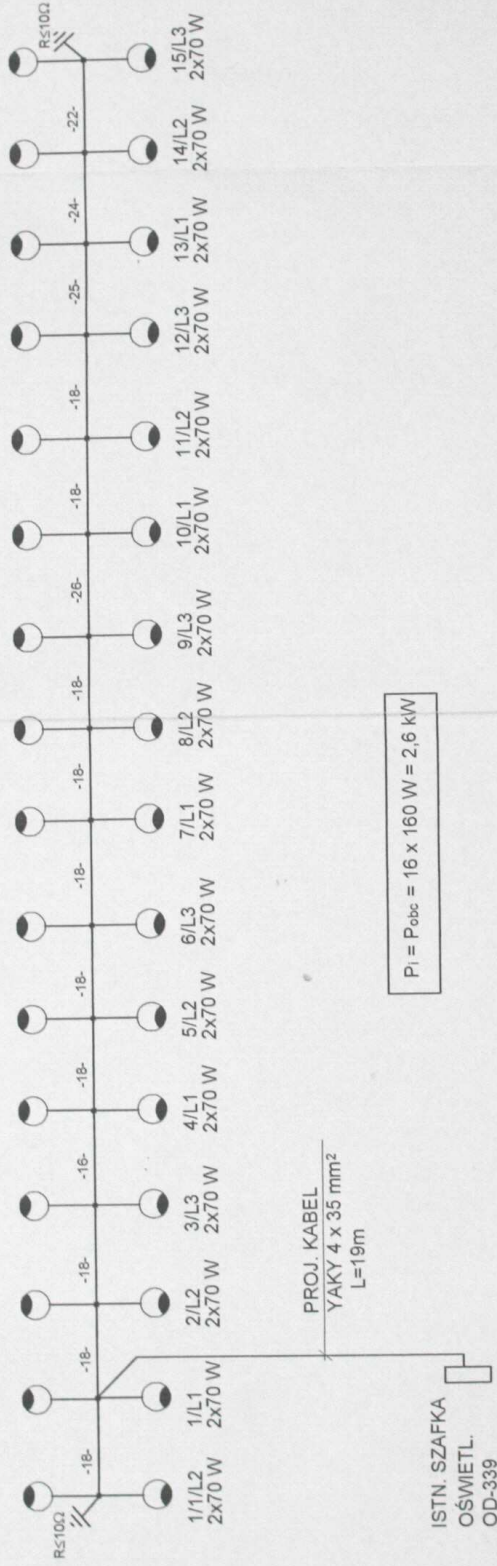 R≤10Ω
-18-
-18-
-18-
-16-
-18-
-18-
-18-
-18-
-18-
-26-
-18-
-18-
-25-
-24-
-22-
R≤10Ω
1/1/L2
2x70 W
1/L1
2x70 W
2/L2
2x70 W
3/L3
2x70 W
4/L1
2x70 W
5/L2
2x70 W
6/L3
2x70 W
7/L1
2x70 W
8/L2
2x70 W
9/L3
2x70 W
10/L1
2x70 W
11/L2
2x70 W
12/L3
2x70 W
13/L1
2x70 W
14/L2
2x70 W
15/L3
2x70 W
PROJ. KABEL
YAKY 4 x 35 mm²
L=19m
Pi = Pobc = 16 x 160 W = 2,6 kW
ISTN. SZAFKA
OŚWIETL.
OD-339